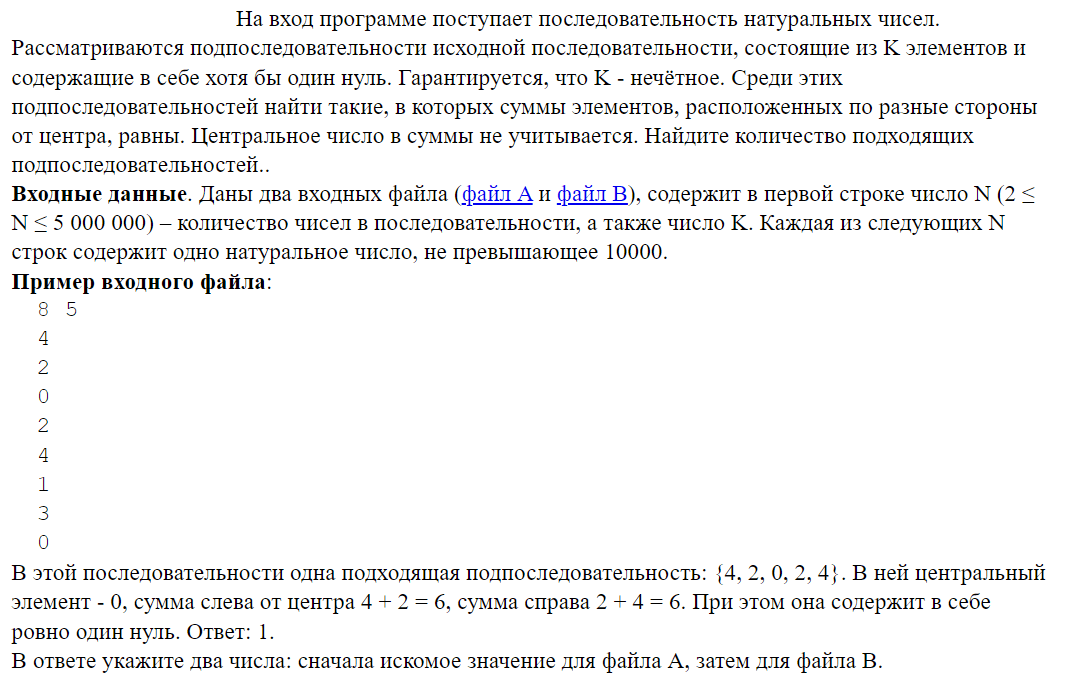 На вход программе поступает последовательность натуральных чисел.
Рассматриваются подпоследовательности исходной последовательности, состоящие из K элементов и
содержащие в себе хотя бы один нуль. Гарантируется, что K - нечётное. Среди этих
подпоследовательностей найти такие, в которых суммы элементов, расположенных по разные стороны
от центра, равны. Центральное число в суммы не учитывается. Найдите количество подходящих
подпоследовательностей..
Входные данные. Даны два входных файла (файл A и файл B), содержит в первой строке число N (2 ≤
N ≤ 5 000 000) – количество чисел в последовательности, а также число K. Каждая из следующих N
строк содержит одно натуральное число, не превышающее 10000.
Пример входного файла:
8 5
4
2
0
2
4
1
3
0
В этой последовательности одна подходящая подпоследовательность: {4, 2, 0, 2, 4}. В ней центральный
элемент - 0, сумма слева от центра 4 + 2 = 6, сумма справа 2 + 4 = 6. При этом она содержит в себе
ровно один нуль. Ответ: 1.
В ответе укажите два числа: сначала искомое значение для файла A, затем для файла B.